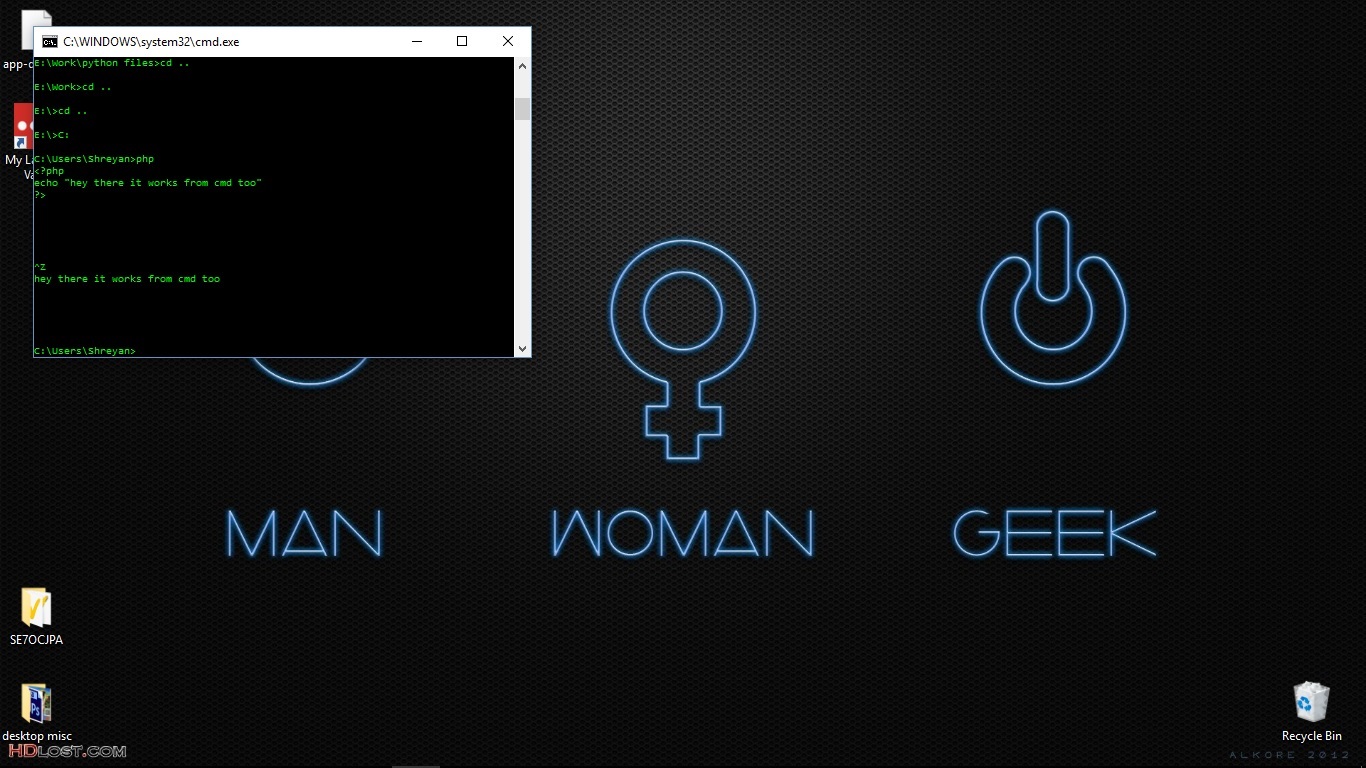 C:\WINDOWS\system32\cmd.exe
E:\Work\python files>cd ..
E:\Work>cd ..
E:\>cd ..
E:\>C:
C:\Users\Shreyan>php
<?php
echo "hey there it works from cmd too"
?>
^Z
hey there it works from cmd too
C:\Users\Shreyan>
My
MAN
WOMAN
GEEK
SE7OCJPA
desktop misc
HDLOST.COM
Recycle Bin
ALKORE 2012